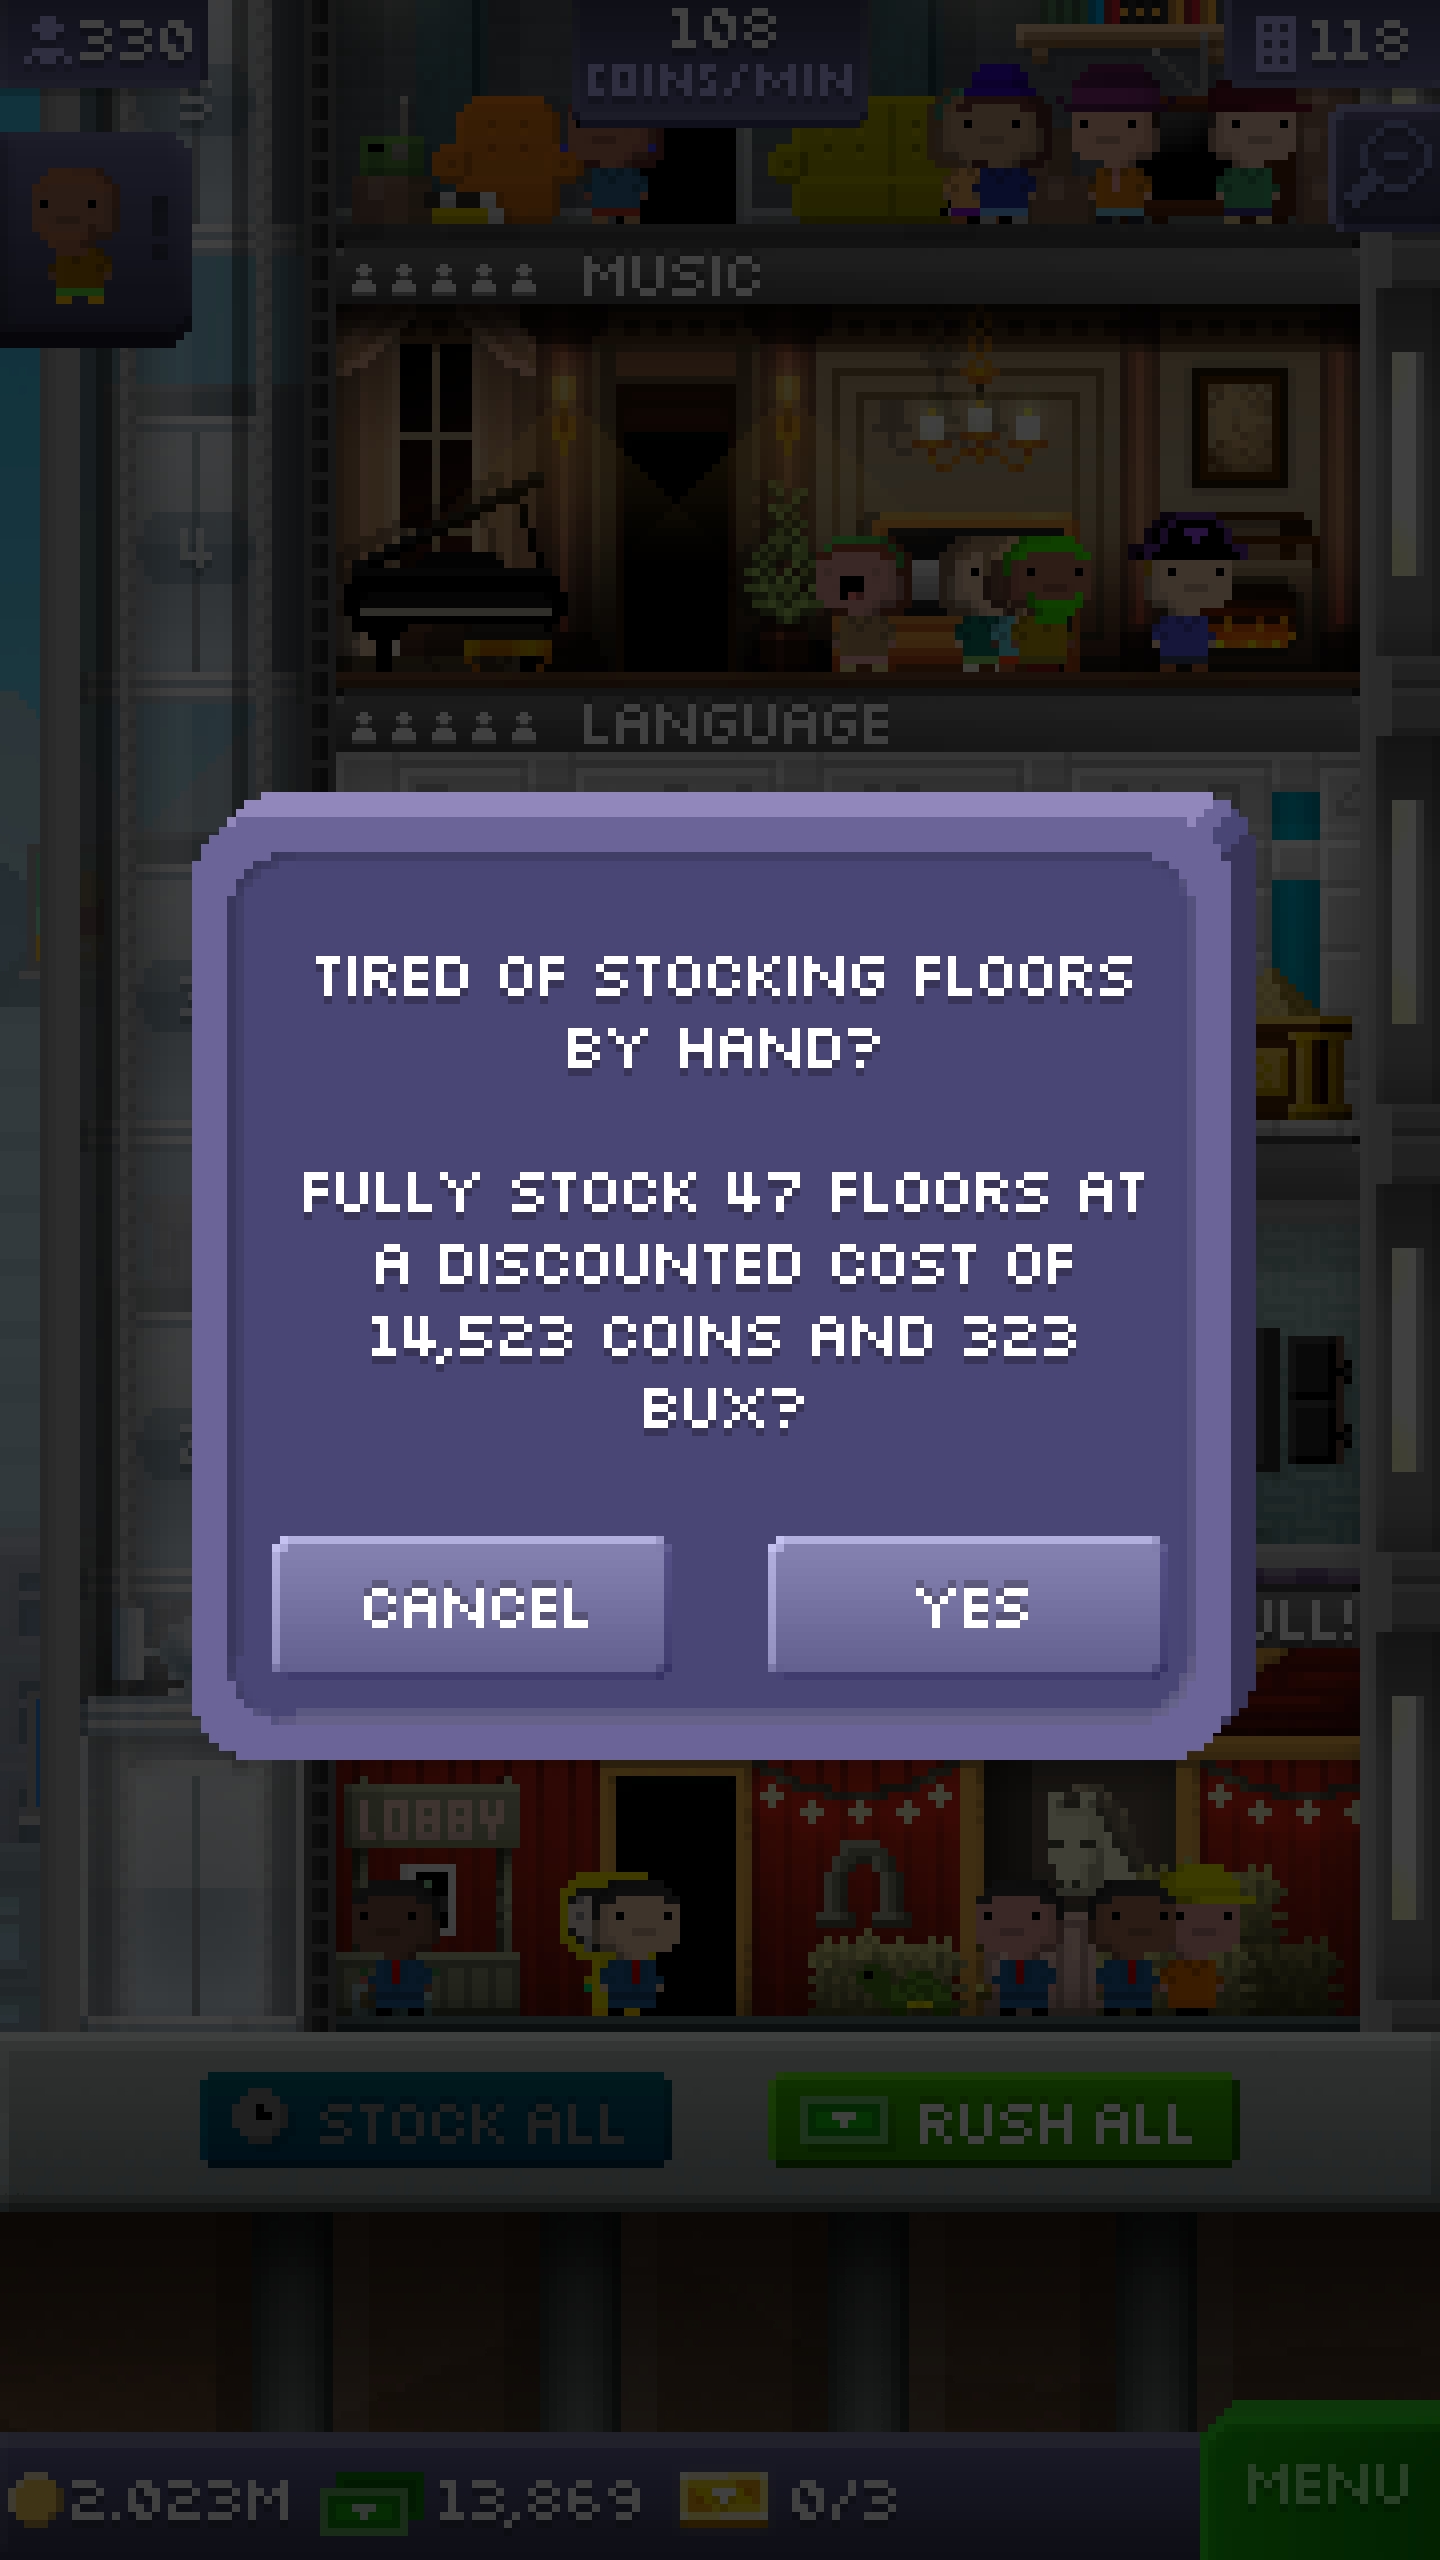 330
108
COINS/MIN
118
MUSIC
4
LANGUAGE
TIRED OF STOCKING FLOORS
BY HAND?
FULLY STOCK 47 FLOORS AT
A DISCOUNTED COST OF
14,523 COINS AND 323
BUX?
CANCEL
YES
LOBBY
STOCK ALL
RUSH ALL
2.023M
13,869
0/3
MENU